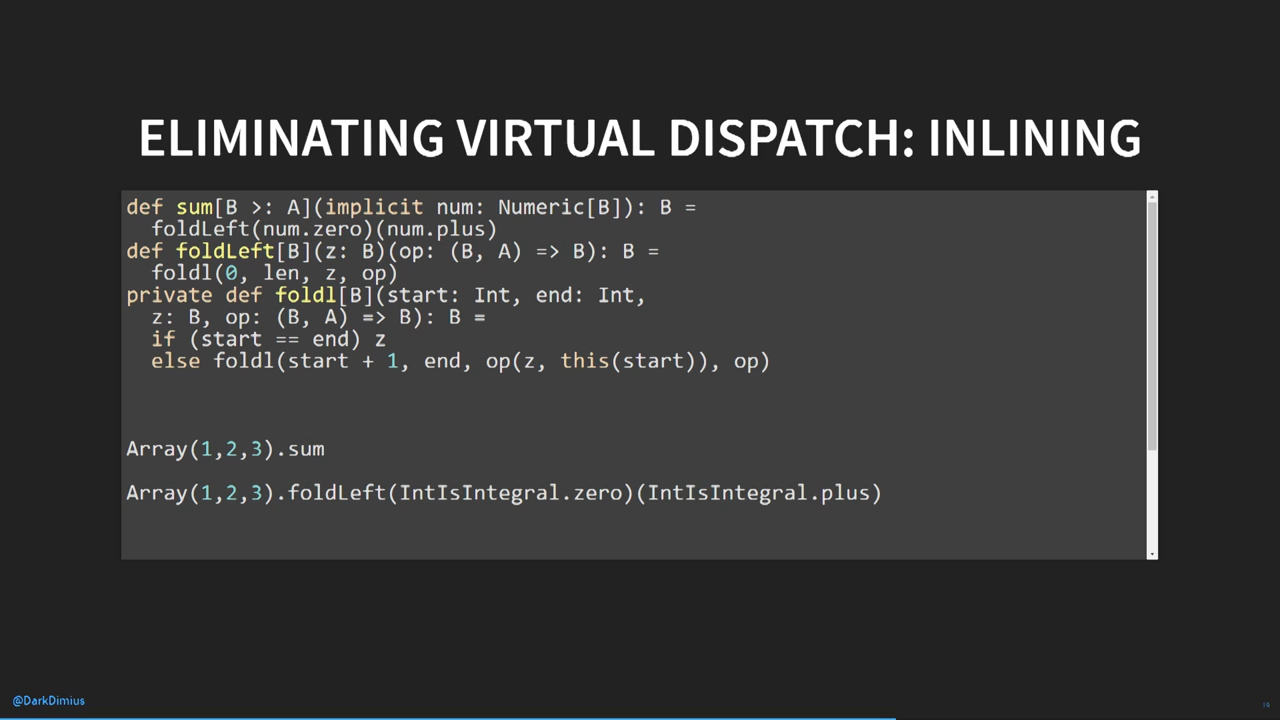 ELIMINATING VIRTUAL DISPATCH: INLINING
def sum[B >: A](implicit num: Numeric[B]): B =
  foldLeft(num.zero)(num.plus)
def foldLeft[B](z: B)(op: (B, A) => B): B =
  foldl(0, len, z, op)
private def foldl[B](start: Int, end: Int,
  z: B, op: (B, A) => B): B =
  if (start == end) z
  else foldl(start + 1, end, op(z, this(start)), op)
Array(1,2,3).sum
Array(1,2,3).foldLeft(IntIsIntegral.zero)(IntIsIntegral.plus)
@DarkDimius
19